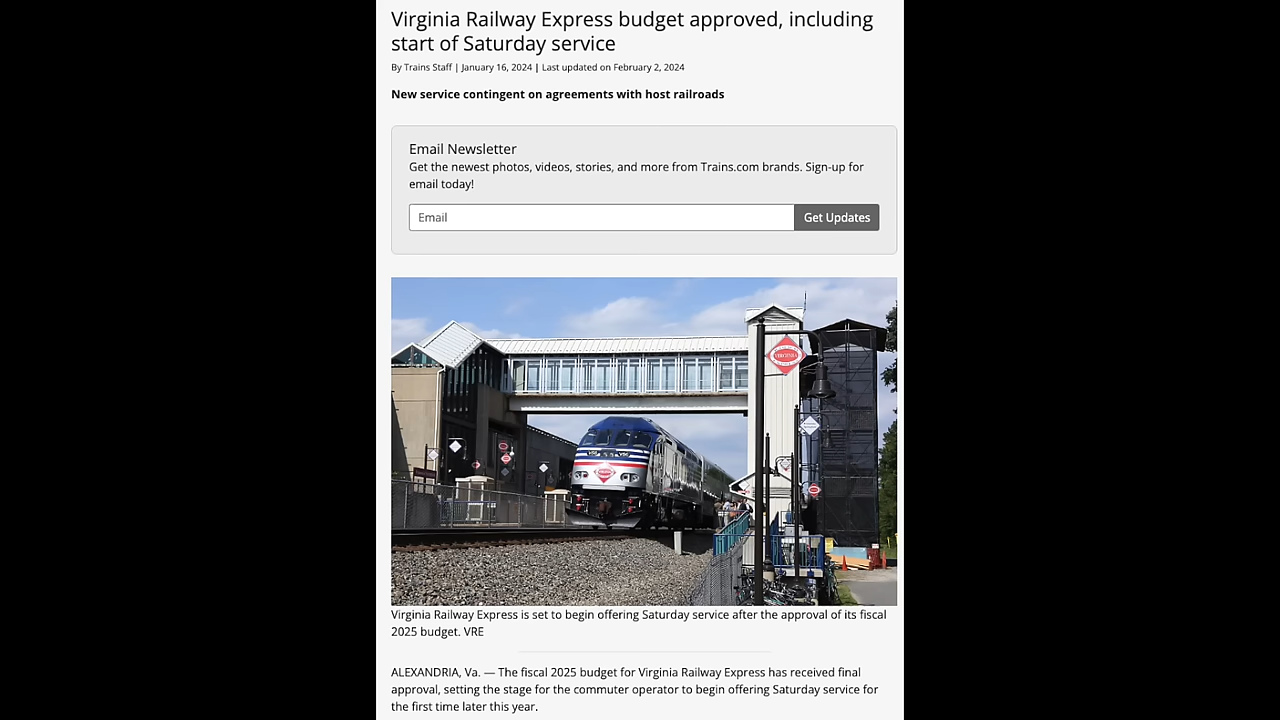 Virginia Railway Express budget approved, including
start of Saturday service
By Trains Staff | January 16, 2024 | Last updated on February 2, 2024
New service contingent on agreements with host railroads
Email Newsletter
Get the newest photos, videos, stories, and more from Trains.com brands. Sign-up for
email today!
Email
Get Updates
VIRGINIA
Virginia Railway Express is set to begin offering Saturday service after the approval of its fiscal
2025 budget. VRE
ALEXANDRIA, Va. — The fiscal 2025 budget for Virginia Railway Express has received final
approval, setting the stage for the commuter operator to begin offering Saturday service for
the first time later this year.